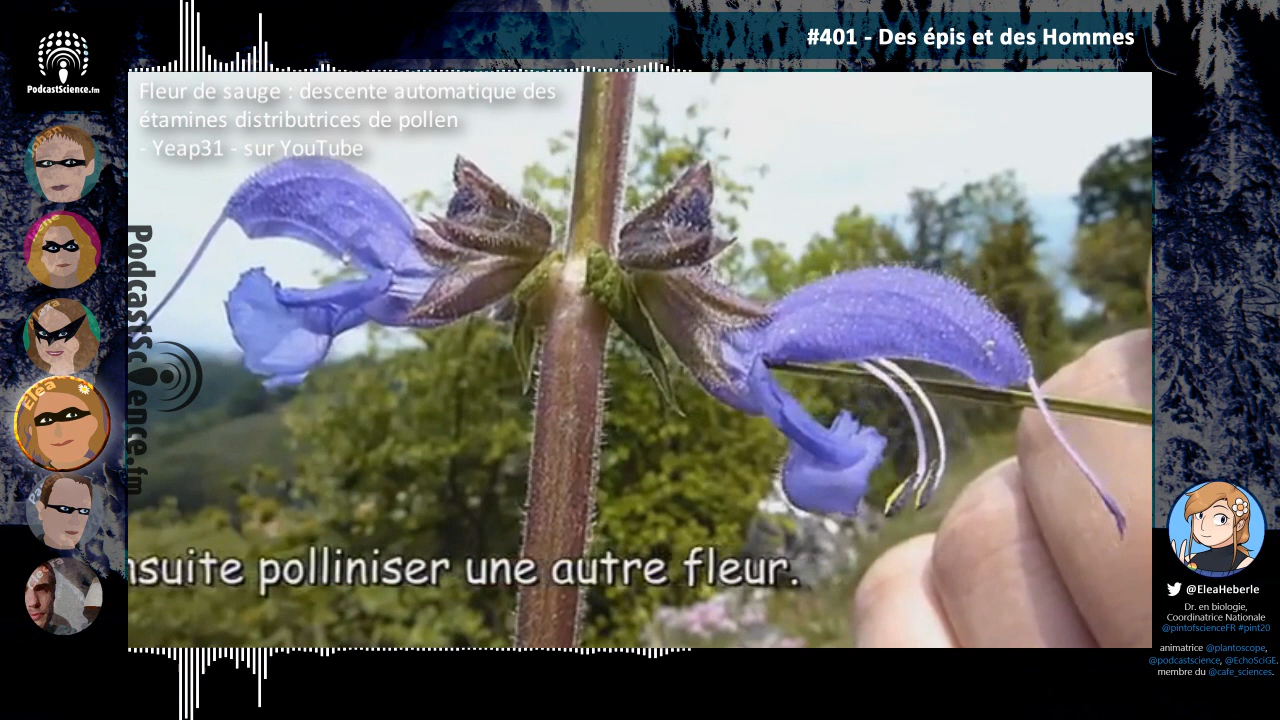 #401 - Des épis et des Hommes
PodcastScience.fm
Fleur de sauge : descente automatique des
étamines distributrices de pollen
- Yeap31 - sur YouTube
Podcastscience.fm
Eléa
nsuite polliniser une autre fleur.
@EleaHeberle
Dr. en biologie,
Coordinatrice Nationale
@pintofscienceFR #pint20
animatrice @plantoscope,
@podcastscience, @EchoSciGE,
membre du @cafe_sciences.